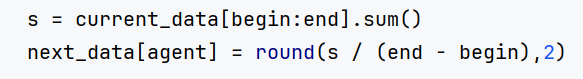 s = current_data[begin:end].sum()
next_data[agent] = round(s / (end - begin),2)